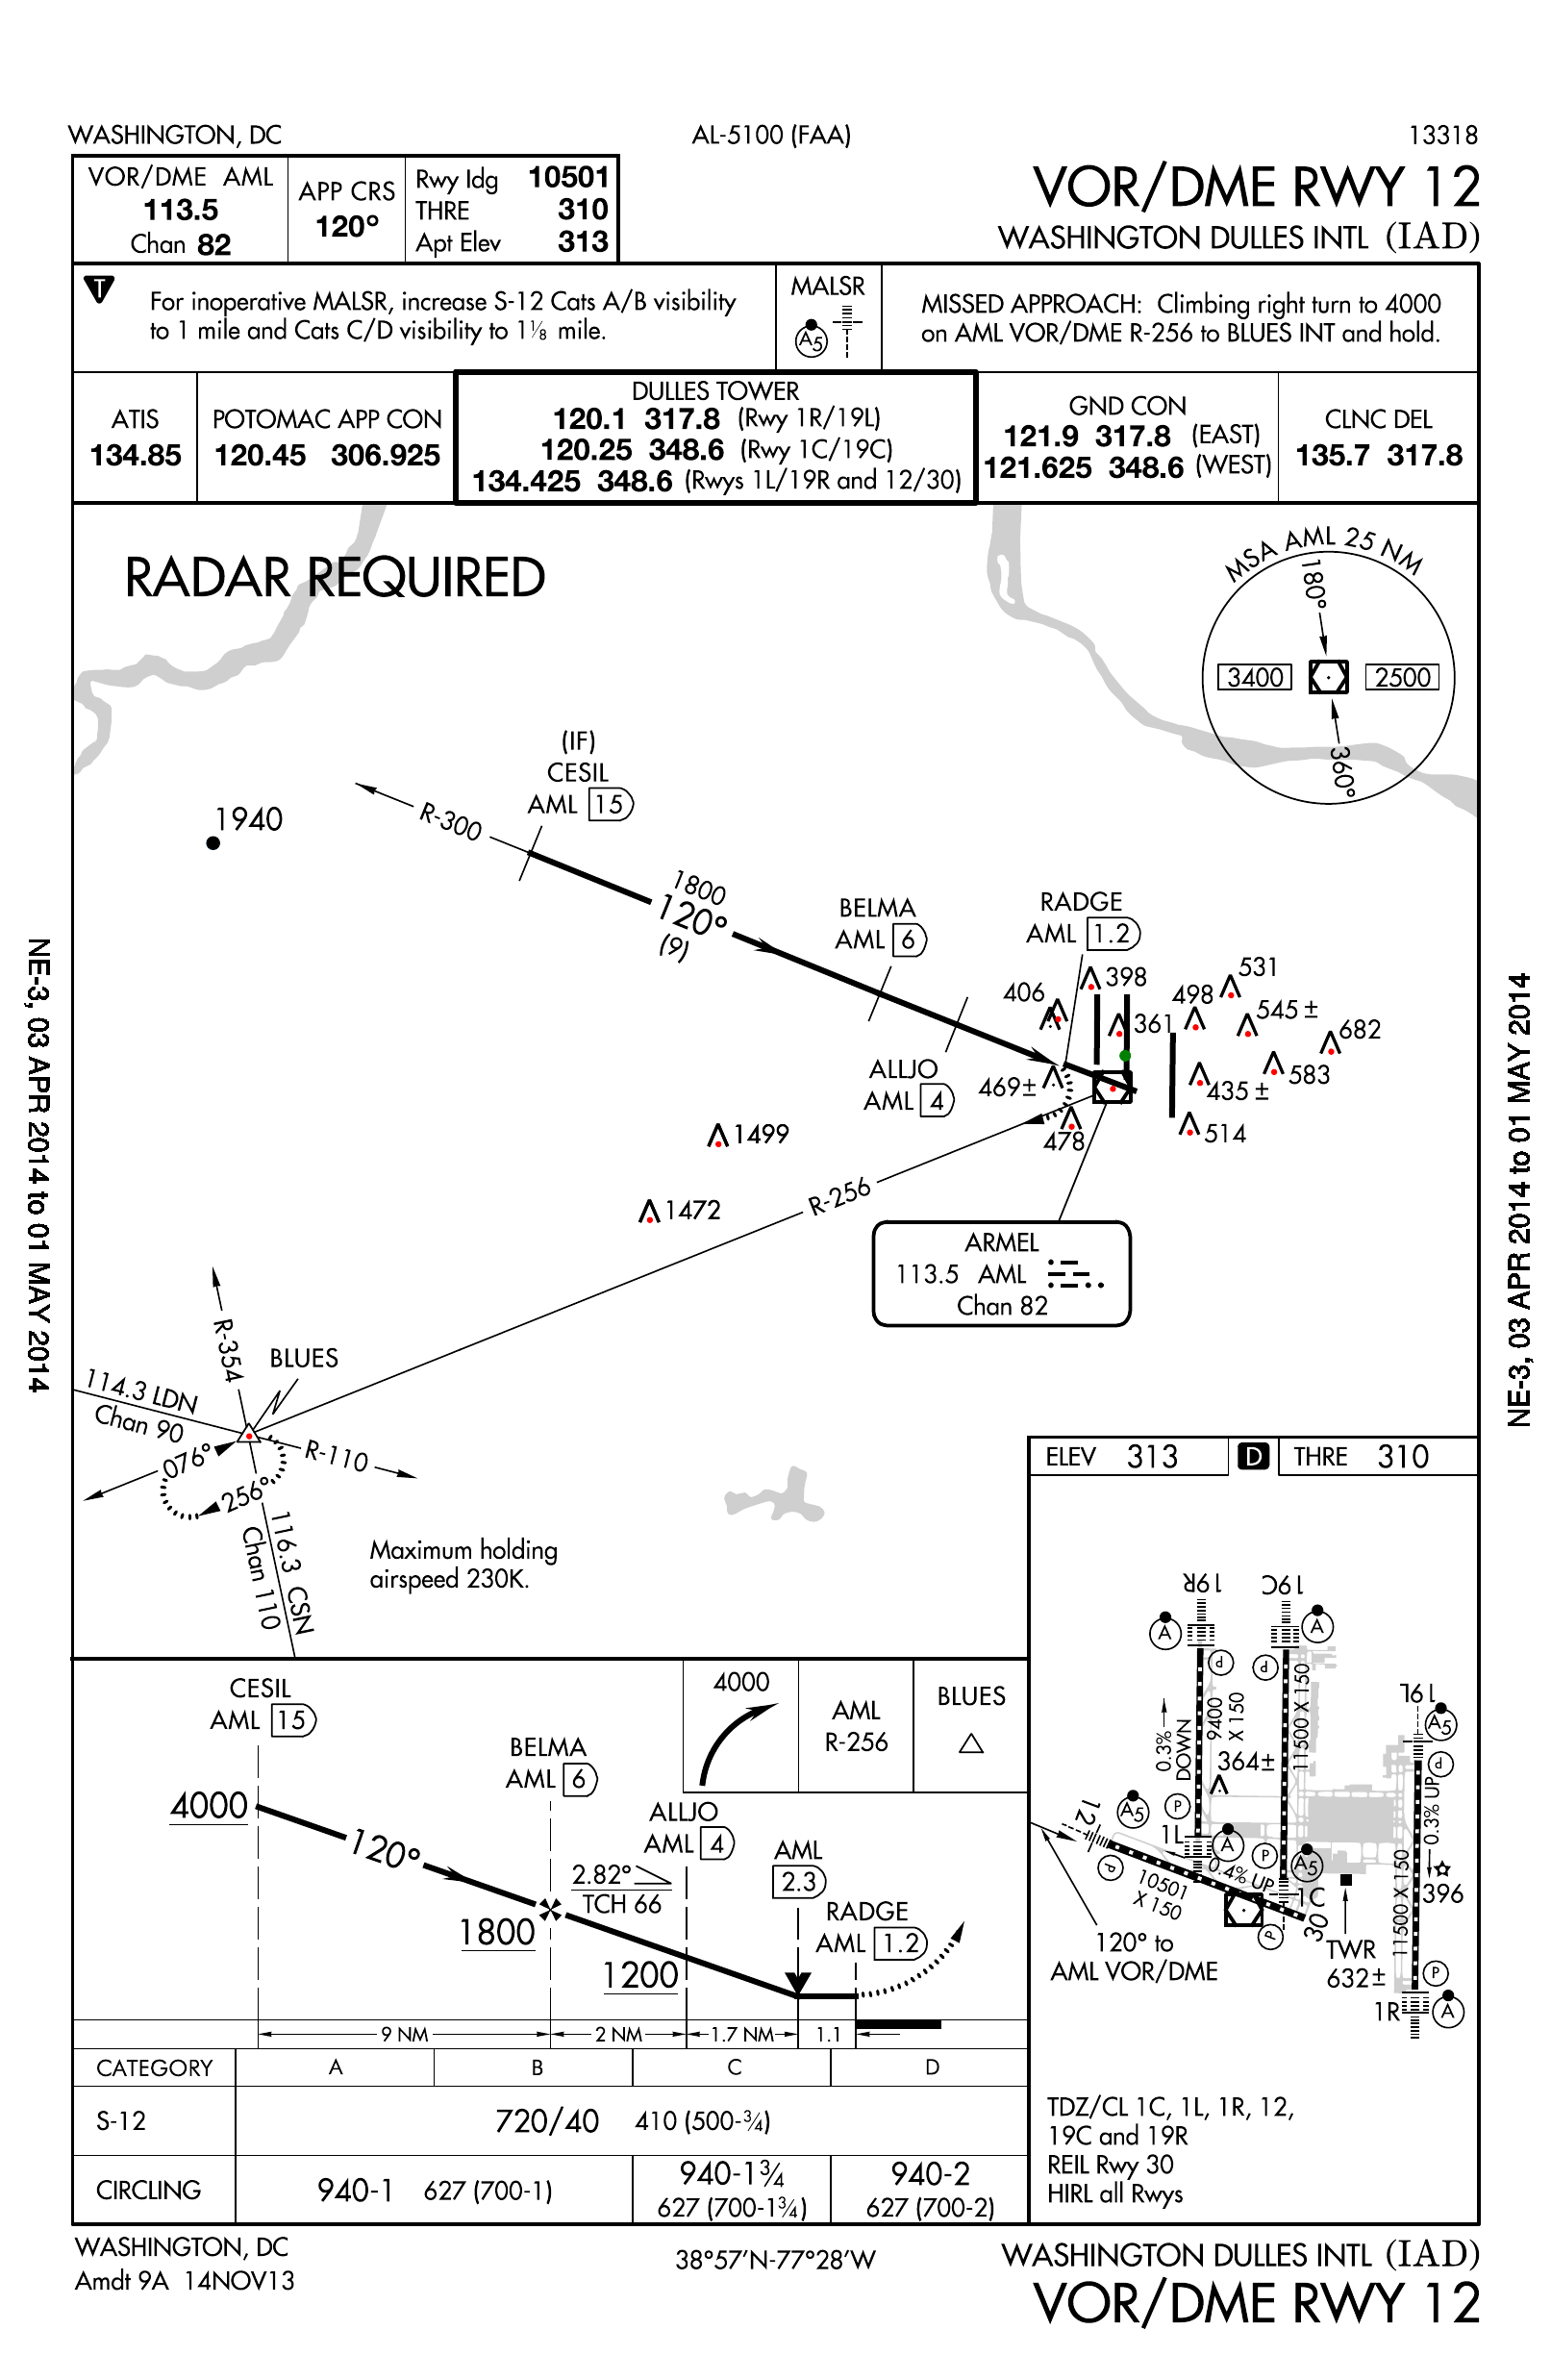 WASHINGTON, DC
AL-5100 (FAA)
13318
VOR/DME AML
113.5
Chan 82
APP CRS
120°
Rwy ldg 10501
THRE 310
Apt Elev 313
VOR/DME RWY 12
WASHINGTON DULLES INTL (IAD)
T
For inoperative MALSR, increase S-12 Cats A/B visibility
to 1 mile and Cats C/D visibility to 1⅛ mile.
MALSR
A5
MISSED APPROACH: Climbing right turn to 4000
on AML VOR/DME R-256 to BLUES INT and hold.
ATIS
134.85
POTOMAC APP CON
120.45 306.925
DULLES TOWER
120.1 317.8 (Rwy 1R/19L)
120.25 348.6 (Rwy 1C/19C)
134.425 348.6 (Rwys 1L/19R and 12/30)
GND CON
121.9 317.8 (EAST)
121.625 348.6 (WEST)
CLNC DEL
135.7 317.8
RADAR REQUIRED
MSA AML 25 NM
180°
3400
2500
360°
1940
(IF)
CESIL
AML 15
R-300
1800
120°
(9)
BELMA
AML 6
RADGE
AML 1.2
ALLJO
AML 4
406
398
361
498
531
545 ±
682
583
435 ±
514
469±
478
1499
1472
R-256
ARMEL
113.5 AML
Chan 82
R-354
BLUES
114.3 LDN
Chan 90
R-110
076°
256°
116.3 CSN
Chan 110
Maximum holding
airspeed 230K.
NE-3, 03 APR 2014 to 01 MAY 2014
NE-3, 03 APR 2014 to 01 MAY 2014
ELEV 313
D
THRE 310
19R
19C
A
A
P
P
0.3%
DOWN
9400
X 150
11500 X 150
364±
19L
A5
P
0.3% UP
12
A5
P
1L
A
P
A5
0.4% UP
P
10501
X 150
1C
30
P
120° to
AML VOR/DME
TWR
632±
396
11500 X 150
P
1R
A
TDZ/CL 1C, 1L, 1R, 12,
19C and 19R
REIL Rwy 30
HIRL all Rwys
CESIL
AML 15
4000
120°
BELMA
AML 6
1800
2.82°
TCH 66
4000
AML
R-256
BLUES
ALLJO
AML 4
1200
AML
2.3
RADGE
AML 1.2
9 NM
2 NM
1.7 NM
1.1
CATEGORY A B C D
S-12 720/40 410 (500-¾)
CIRCLING
940-1 627 (700-1)
940-1¾
627 (700-1¾)
940-2
627 (700-2)
WASHINGTON, DC
Amdt 9A 14NOV13
38°57'N-77°28'W
WASHINGTON DULLES INTL (IAD)
VOR/DME RWY 12